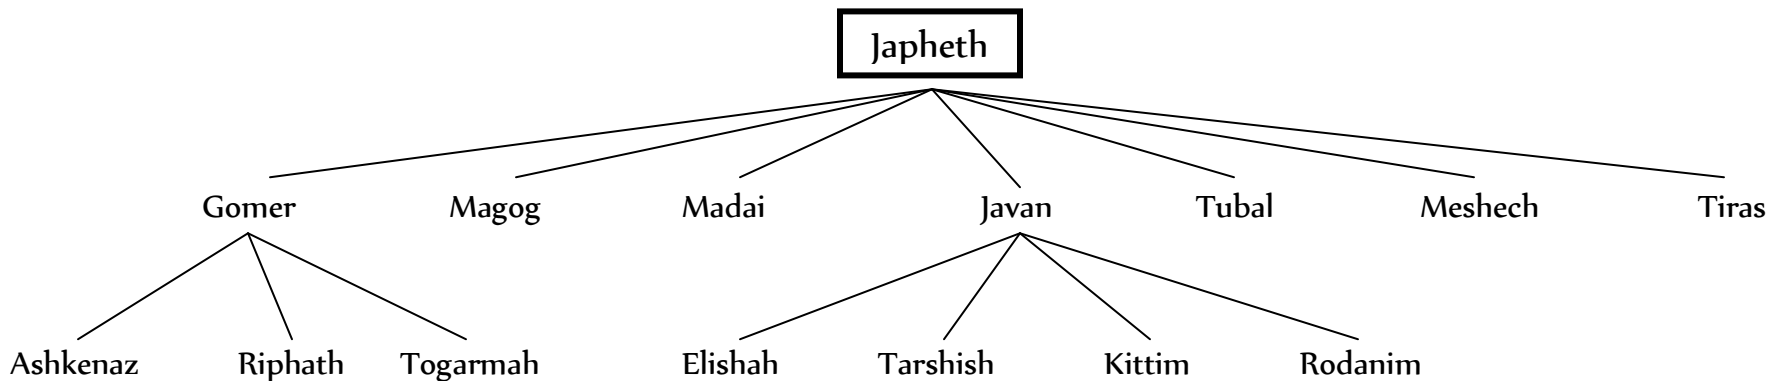 Japheth
Gomer Magog Madai Javan Tubal Meshech Tiras
Ashkenaz Riphath Togarmah Elishah Tarshish Kittim Rodanim